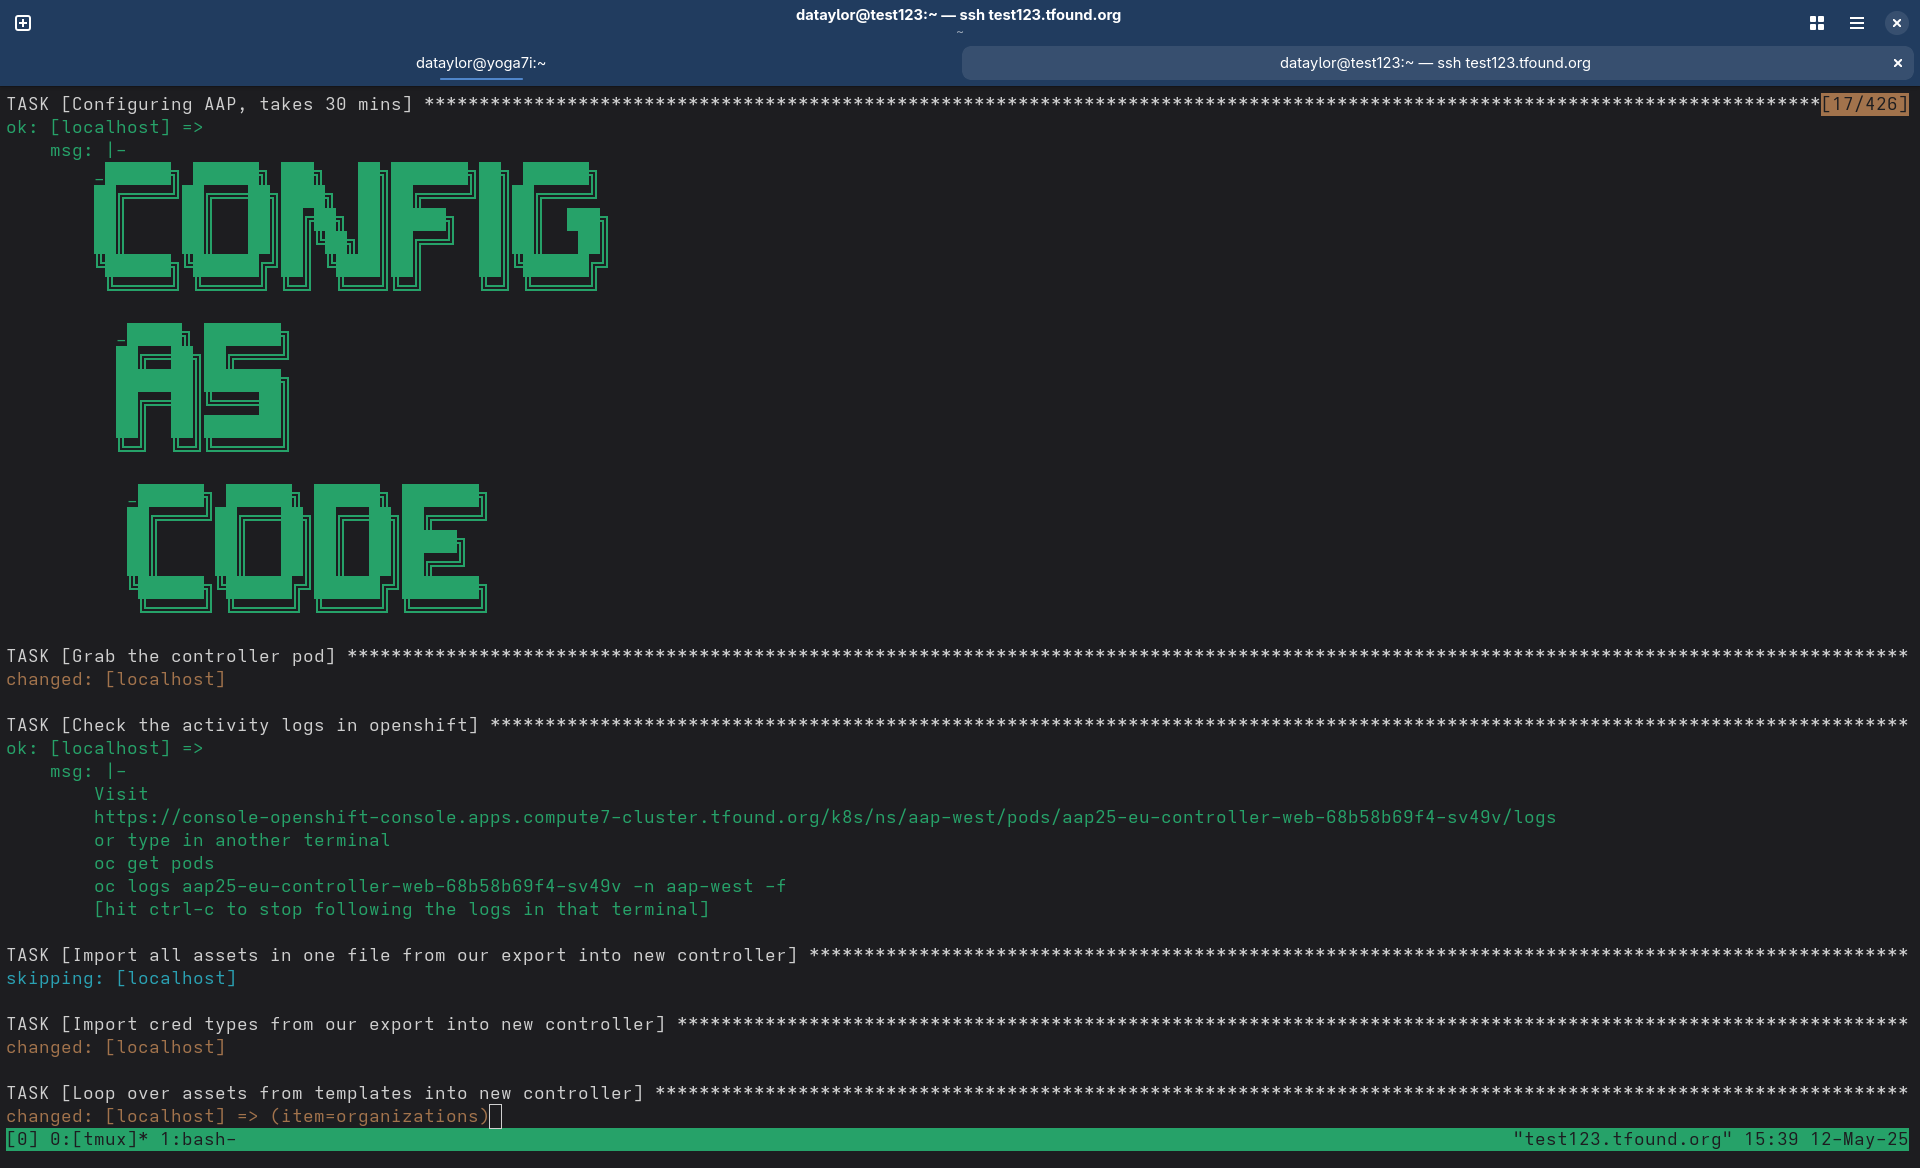 dataylor@test123:~ — ssh test123.tfound.org
~
dataylor@yoga7i:~
dataylor@test123:~ — ssh test123.tfound.org
TASK [Configuring AAP, takes 30 mins] *******************************************************************************************************************************[17/426]
ok: [localhost] =>
    msg: |-
CONFIG
AS
CODE
TASK [Grab the controller pod] **********************************************************************************************************************************************
changed: [localhost]
TASK [Check the activity logs in openshift] *********************************************************************************************************************************
ok: [localhost] =>
    msg: |-
        Visit
        https://console-openshift-console.apps.compute7-cluster.tfound.org/k8s/ns/aap-west/pods/aap25-eu-controller-web-68b58b69f4-sv49v/logs
        or type in another terminal
        oc get pods
        oc logs aap25-eu-controller-web-68b58b69f4-sv49v -n aap-west -f
        [hit ctrl-c to stop following the logs in that terminal]
TASK [Import all assets in one file from our export into new controller] ****************************************************************************************************
skipping: [localhost]
TASK [Import cred types from our export into new controller] ****************************************************************************************************************
changed: [localhost]
TASK [Loop over assets from templates into new controller] ******************************************************************************************************************
changed: [localhost] => (item=organizations)
[0] 0:[tmux]* 1:bash- "test123.tfound.org" 15:39 12-May-25